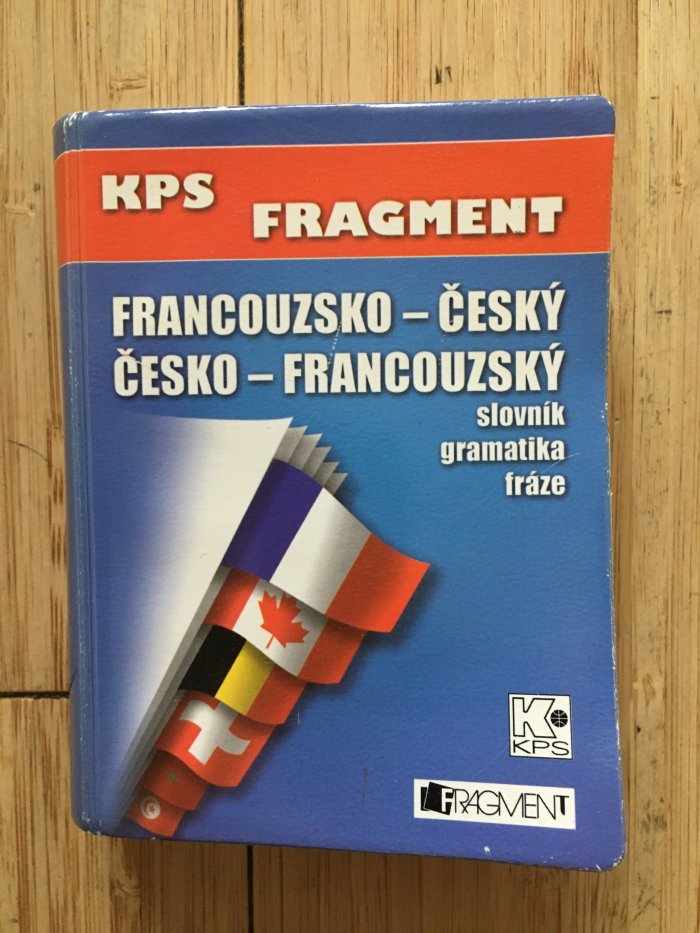 KPS
FRAGMENT
FRANCOUZSKO – ČESKÝ
ČESKO – FRANCOUZSKÝ
slovník
gramatika
fráze
K
KPS
FRAGMENT